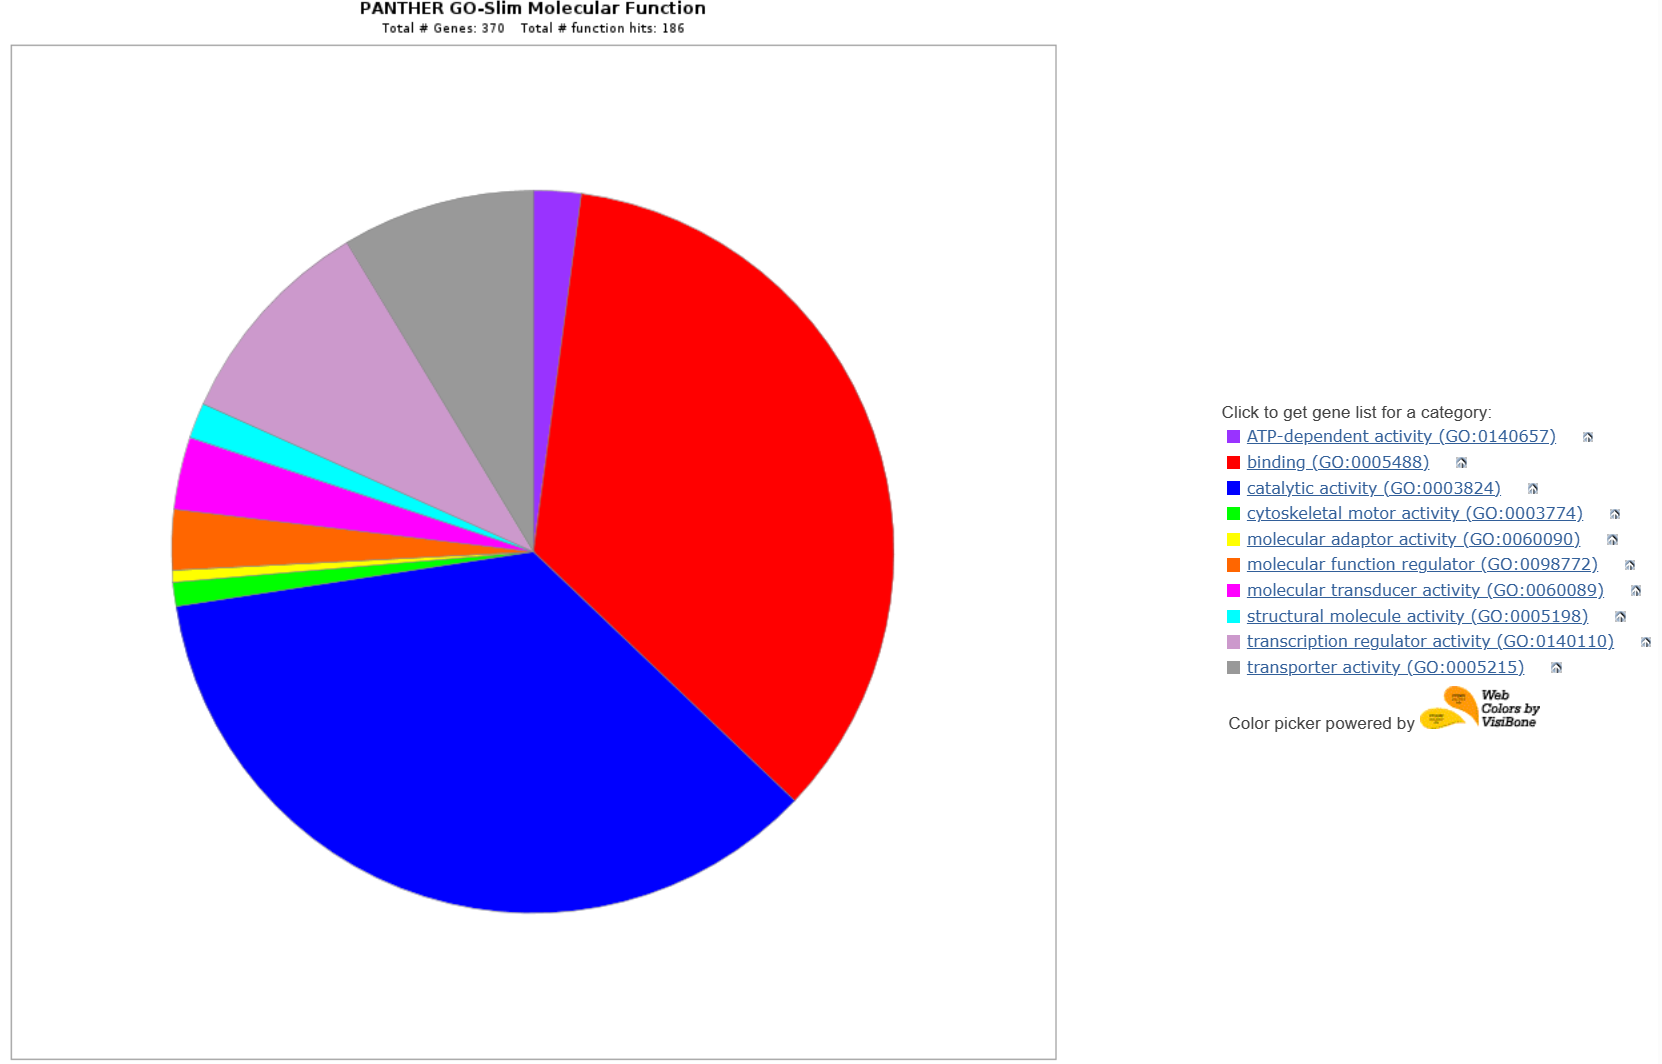 PANTHER GO-Slim Molecular Function
Total # Genes: 370 Total # function hits: 186
Click to get gene list for a category:
ATP-dependent activity (GO:0140657)
binding (GO:0005488)
catalytic activity (GO:0003824)
cytoskeletal motor activity (GO:0003774)
molecular adaptor activity (GO:0060090)
molecular function regulator (GO:0098772)
molecular transducer activity (GO:0060089)
structural molecule activity (GO:0005198)
transcription regulator activity (GO:0140110)
transporter activity (GO:0005215)
Color picker powered by
Web
Colors by
VisiBone